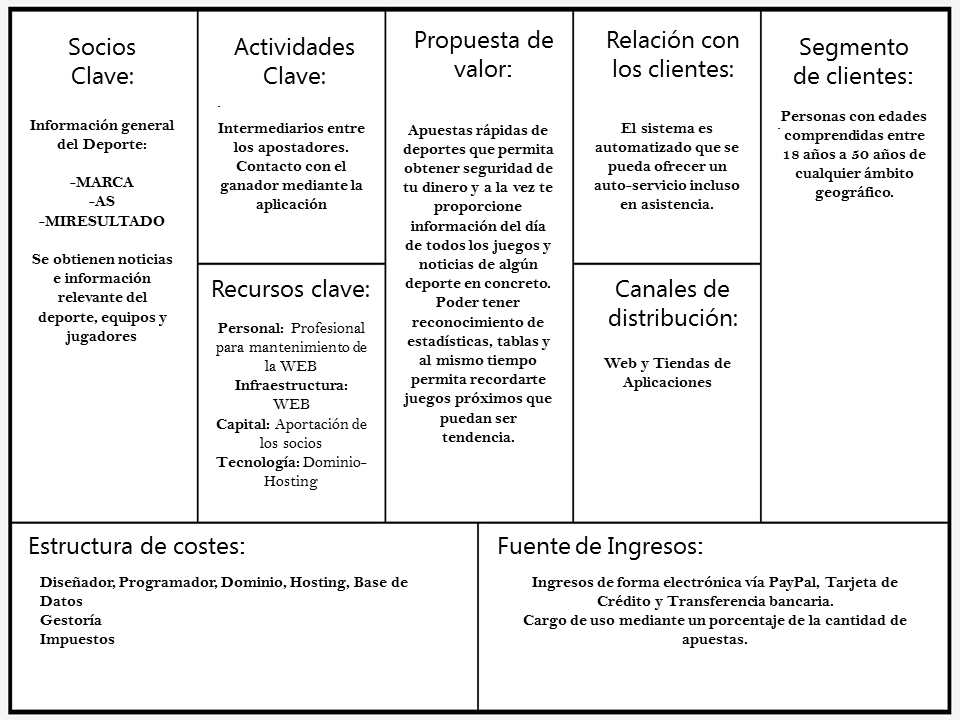 Socios
Clave:
Información general
del Deporte:
-MARCA
-AS
-MIRESULTADO
Se obtienen noticias
e información
relevante del
deporte, equipos y
jugadores
Actividades
Clave:
.
Intermediarios entre
los apostadores.
Contacto con el
ganador mediante la
aplicación
Recursos clave:
Personal: Profesional
para mantenimiento de
la WEB
Infraestructura:
WEB
Capital: Aportación de
los socios
Tecnología: Dominio-
Hosting
Propuesta de
valor:
Apuestas rápidas de
deportes que permita
obtener seguridad de
tu dinero y a la vez te
proporcione
información del día
de todos los juegos y
noticias de algún
deporte en concreto.
Poder tener
reconocimiento de
estadísticas, tablas y
al mismo tiempo
permita recordarte
juegos próximos que
puedan ser
tendencia.
Relación con
los clientes:
El sistema es
automatizado que se
pueda ofrecer un
auto-servicio incluso
en asistencia.
Canales de
distribución:
Web y Tiendas de
Aplicaciones
Segmento
de clientes:
Personas con edades
. comprendidas entre
18 años a 50 años de
cualquier ámbito
geográfico.
Estructura de costes:
Diseñador, Programador, Dominio, Hosting, Base de
Datos
Gestoría
Impuestos
Fuente de Ingresos:
Ingresos de forma electrónica vía PayPal, Tarjeta de
Crédito y Transferencia bancaria.
Cargo de uso mediante un porcentaje de la cantidad de
apuestas.